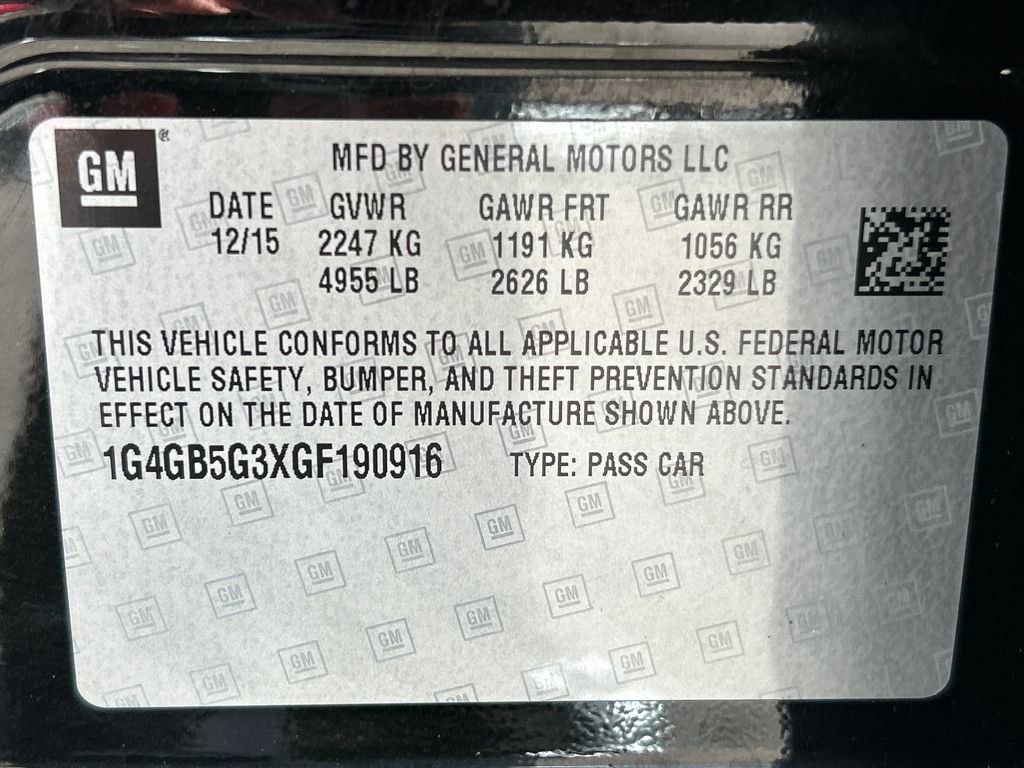 GM
MFD BY GENERAL MOTORS LLC
DATE GVWR GAWR FRT GAWR RR
12/15 2247 KG 1191 KG 1056 KG
4955 LB 2626 LB 2329 LB
THIS VEHICLE CONFORMS TO ALL APPLICABLE U.S. FEDERAL MOTOR
VEHICLE SAFETY, BUMPER, AND THEFT PREVENTION STANDARDS IN
EFFECT ON THE DATE OF MANUFACTURE SHOWN ABOVE.
1G4GB5G3XGF190916 TYPE: PASS CAR